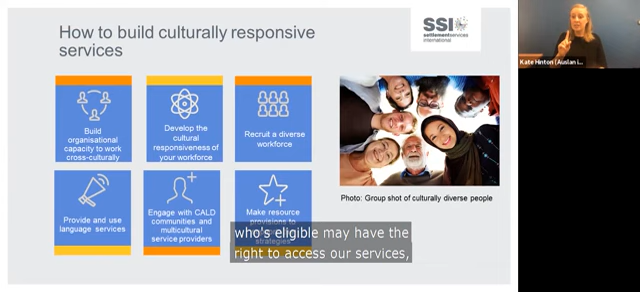 How to build culturally responsive
services
SSI
settlement services
international
Build
organisational
capacity to work
cross-culturally
Develop the
cultural
responsiveness of
your workforce
Recruit a diverse
workforce
Provide and use
language services
Engage with CALD
communities and
multicultural
service providers
Make resource
provisions to
strategies
Photo: Group shot of culturally diverse people
who's eligible may have the
right to access our services,
Kate Hinton (Auslan i...